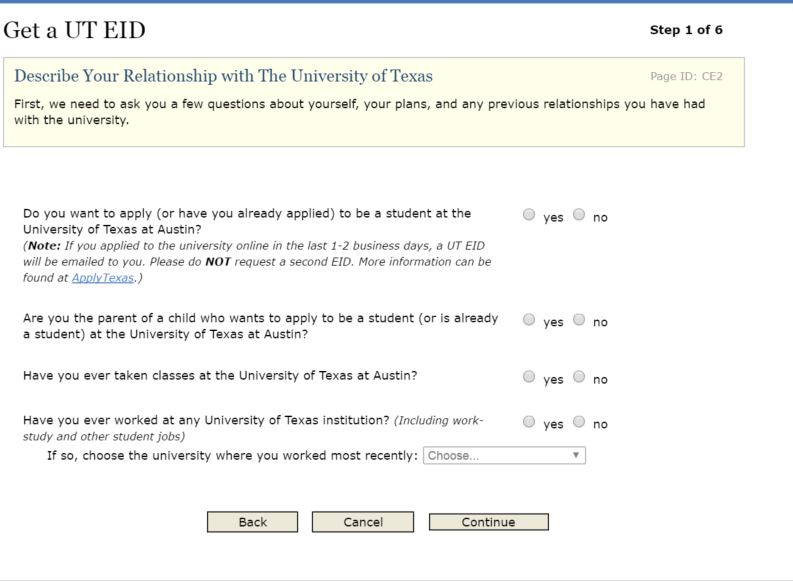 Get a UT EID
Step 1 of 6
Describe Your Relationship with The University of Texas
Page ID: CE2
First, we need to ask you a few questions about yourself, your plans, and any previous relationships you have had
with the university.
Do you want to apply (or have you already applied) to be a student at the
University of Texas at Austin?
yes no
(Note: If you applied to the university online in the last 1-2 business days, a UT EID
will be emailed to you. Please do NOT request a second EID. More information can be
found at ApplyTexas.)
Are you the parent of a child who wants to apply to be a student (or is already
a student) at the University of Texas at Austin?
yes no
Have you ever taken classes at the University of Texas at Austin?
yes no
Have you ever worked at any University of Texas institution? (Including work-
study and other student jobs)
yes no
If so, choose the university where you worked most recently: Choose...
Back Cancel Continue